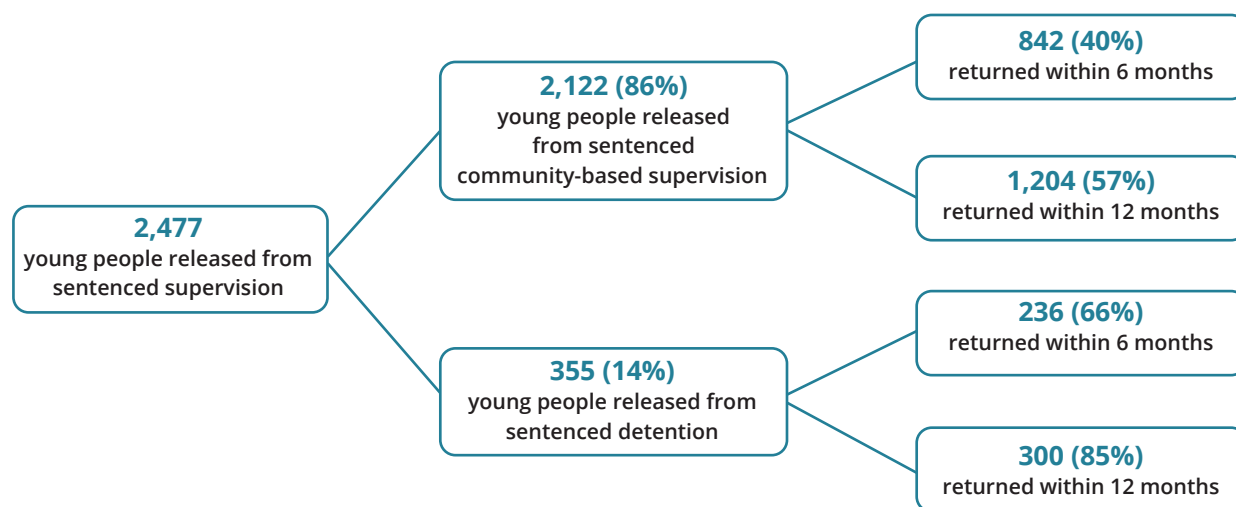 2,477
young people released from
sentenced supervision
2,122 (86%)
young people released
from sentenced
community-based supervision
842 (40%)
returned within 6 months
1,204 (57%)
returned within 12 months
355 (14%)
young people released from
sentenced detention
236 (66%)
returned within 6 months
300 (85%)
returned within 12 months